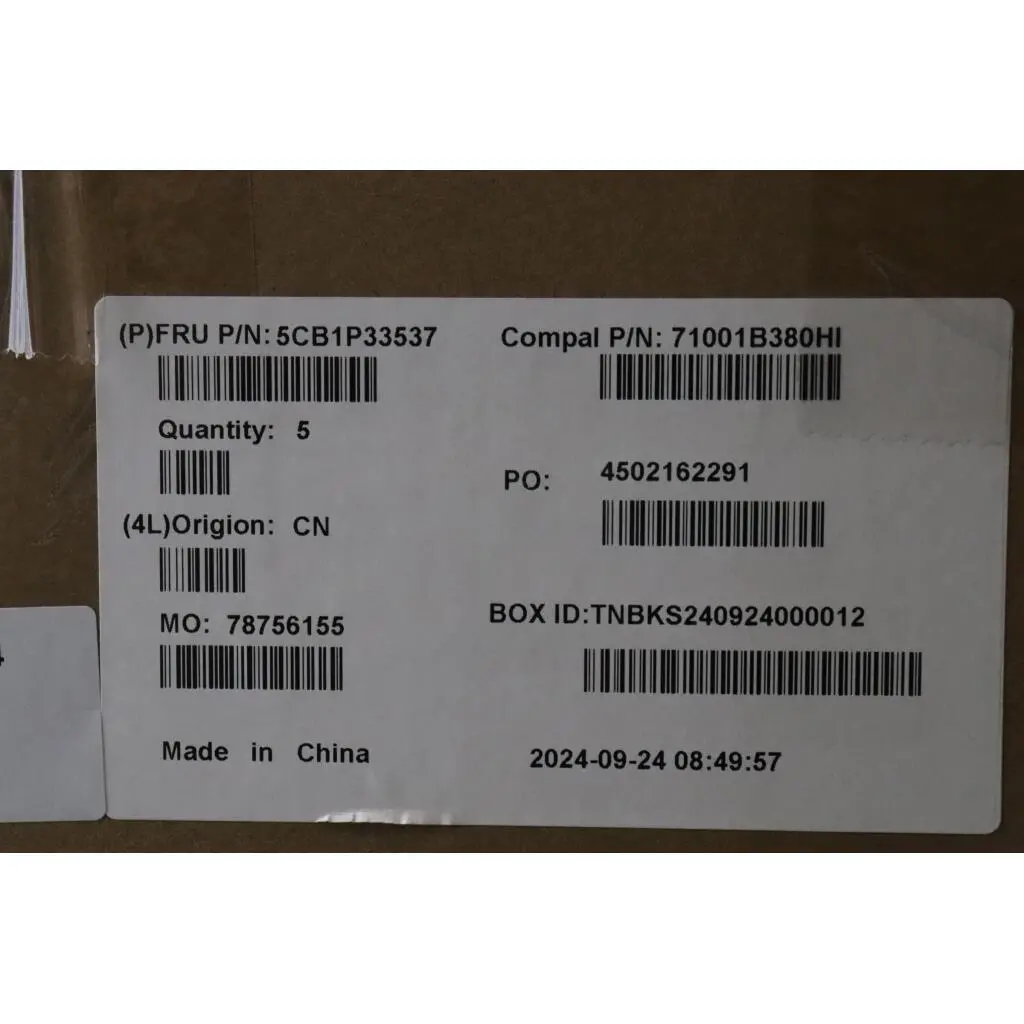 (P)FRU P/N: 5CB1P33537
Compal P/N: 71001B380HI
Quantity: 5
PO: 4502162291
(4L)Origion: CN
MO: 78756155
BOX ID:TNBKS240924000012
Made in China
2024-09-24 08:49:57